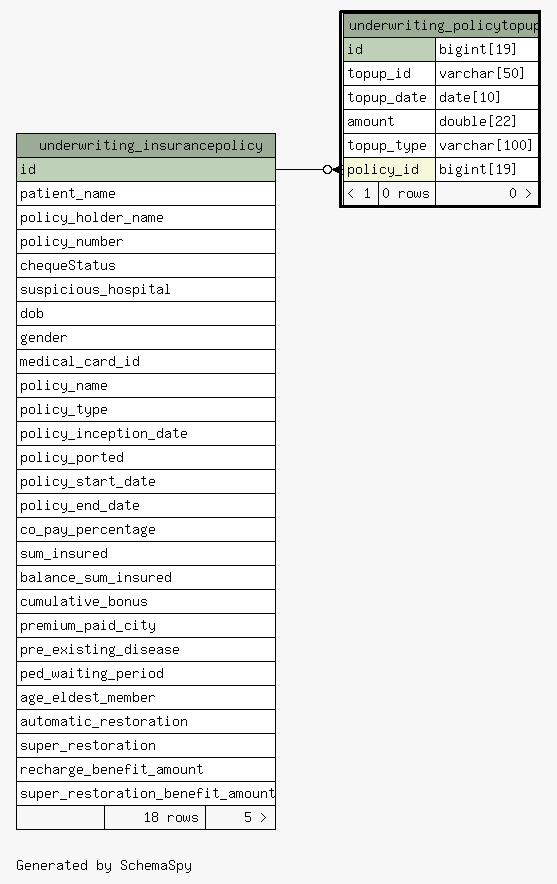 underwriting_policytopup
id bigint[19]
topup_id varchar[50]
topup_date date[10]
amount double[22]
topup_type varchar[100]
policy_id bigint[19]
< 1 0 rows 0 >
underwriting_insurancepolicy
id
patient_name
policy_holder_name
policy_number
chequeStatus
suspicious_hospital
dob
gender
medical_card_id
policy_name
policy_type
policy_inception_date
policy_ported
policy_start_date
policy_end_date
co_pay_percentage
sum_insured
balance_sum_insured
cumulative_bonus
premium_paid_city
pre_existing_disease
ped_waiting_period
age_eldest_member
automatic_restoration
super_restoration
recharge_benefit_amount
super_restoration_benefit_amount
18 rows 5 >
Generated by SchemaSpy